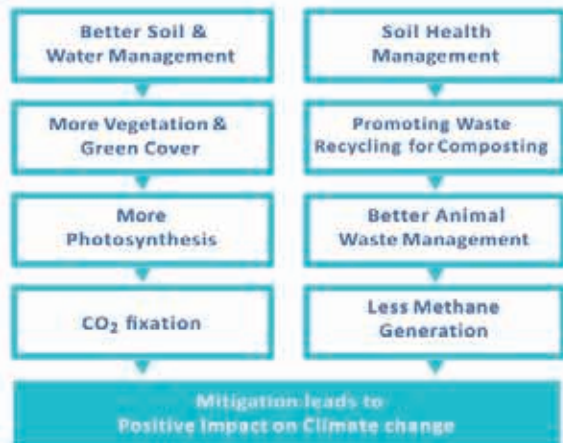 Better Soil &
Water Management
More Vegetation &
Green Cover
More
Photosynthesis
CO₂ fixation
Soil Health
Management
Promoting Waste
Recycling for Composting
Better Animal
Waste Management
Less Methane
Generation
Mitigation leads to
Positive Impact on Climate change